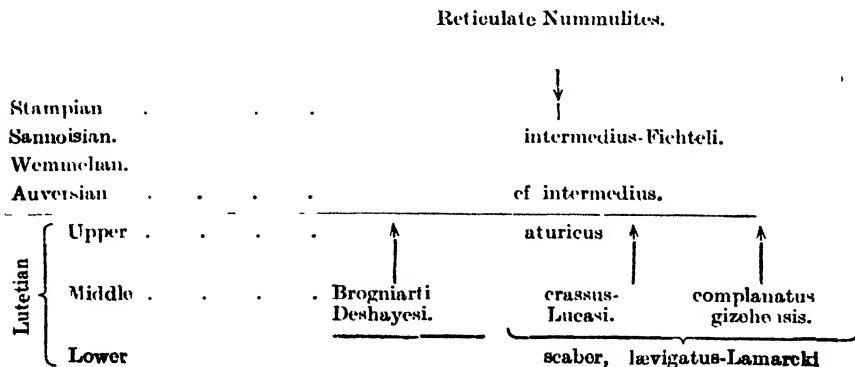 Reticulate Nummulites.
Stampian . . .
Sannoisian. intermedius-Fichteli.
Wemmelian.
Auversian . . . . cf intermedius.
Lutetian
Upper . . . . aturicus
Middle . . . . Brogniarti crassus- complanatus
Deshayesi. Lucasi. gizehensis.
Lower scaber, lævigatus-Lamarcki